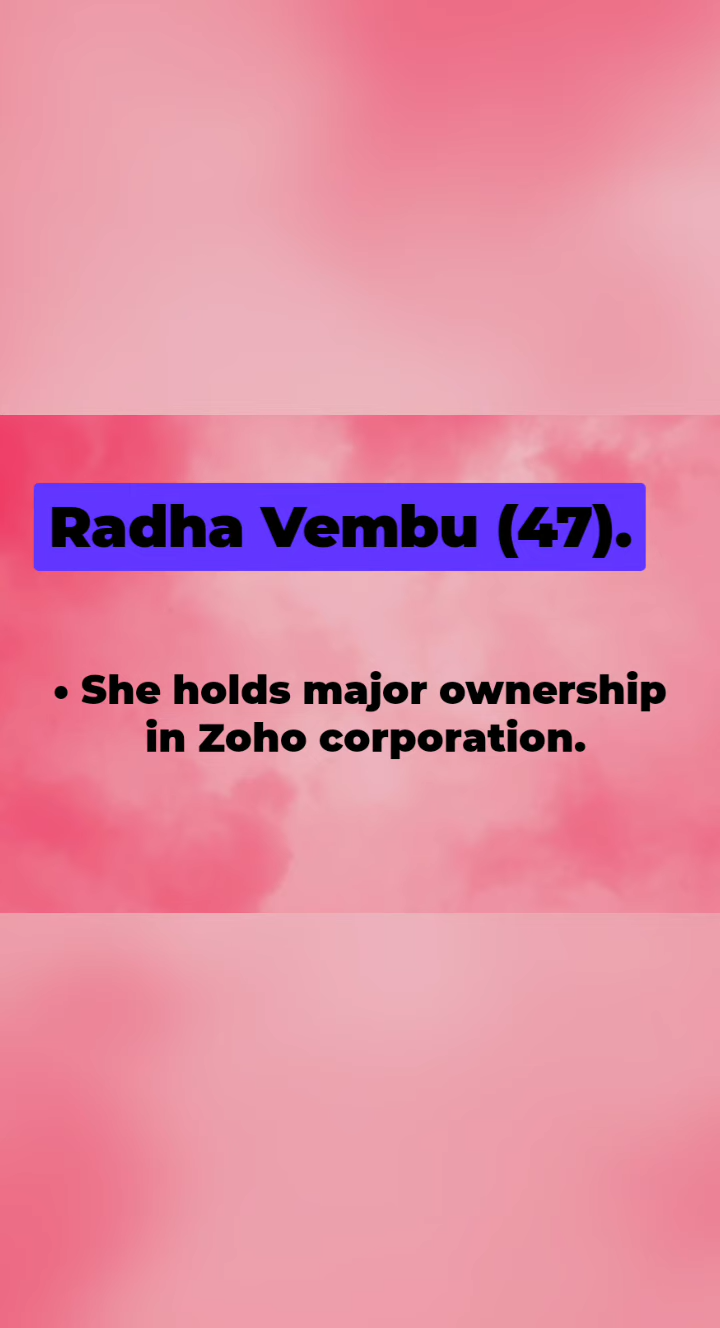 Radha Vembu (47).
• She holds major ownership
in Zoho corporation.